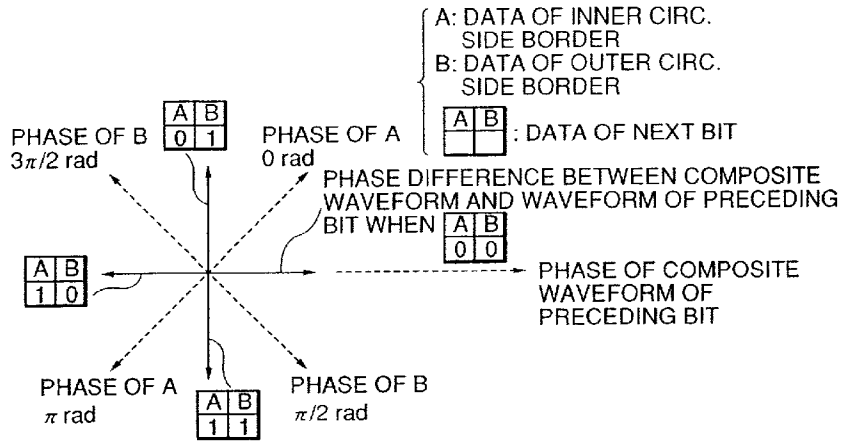 A: DATA OF INNER CIRC.
SIDE BORDER
B: DATA OF OUTER CIRC.
SIDE BORDER
A B
: DATA OF NEXT BIT
A B
0 1
PHASE OF B
3π/2 rad
PHASE OF A
0 rad
PHASE DIFFERENCE BETWEEN COMPOSITE
WAVEFORM AND WAVEFORM OF PRECEDING
BIT WHEN
A B
0 0
A B
1 0
PHASE OF COMPOSITE
WAVEFORM OF
PRECEDING BIT
PHASE OF A
π rad
A B
1 1
PHASE OF B
π/2 rad